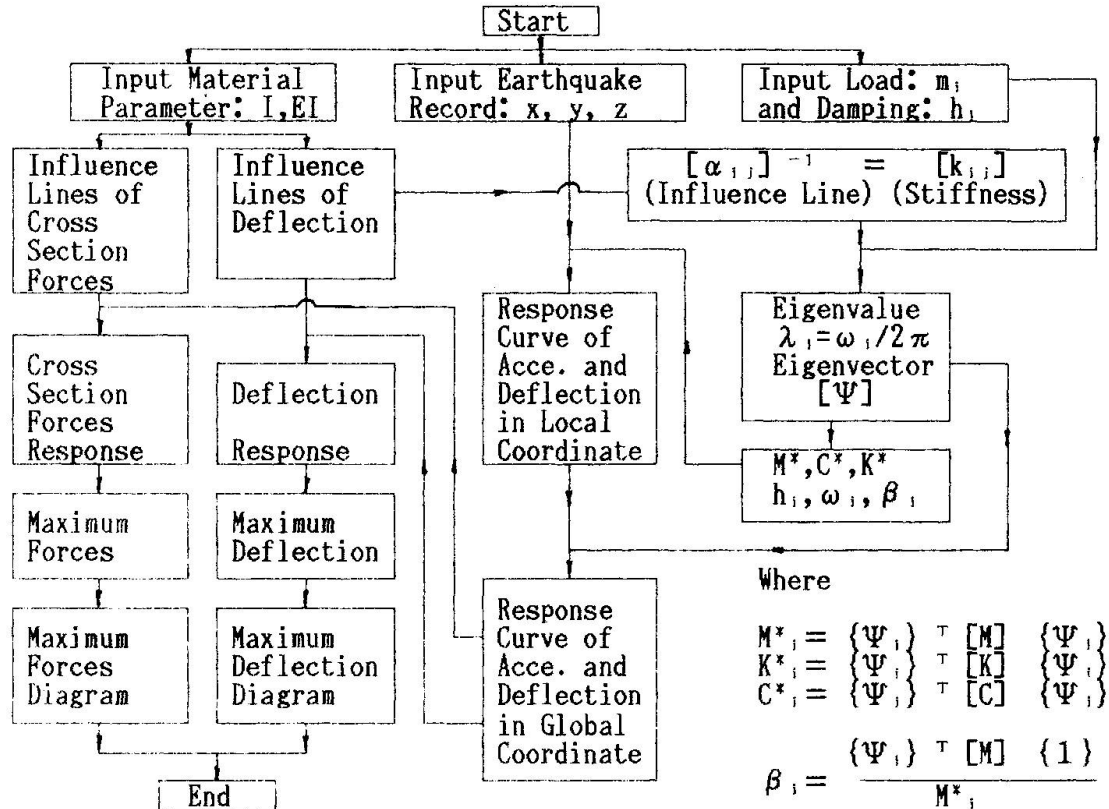 Start
Input Material
Parameter: I,EI
Input Earthquake
Record: x, y, z
Input Load: mᵢ
and Damping: hᵢ
Influence
Lines of
Cross
Section
Forces
Influence
Lines of
Deflection
[αᵢⱼ]⁻¹ = [kᵢⱼ]
(Influence Line) (Stiffness)
Response
Curve of
Acce. and
Deflection
in Local
Coordinate
Eigenvalue
λᵢ=ωᵢ/2π
Eigenvector
[Ψ]
Cross
Section
Forces
Response
Deflection
Response
M*,C*,K*
hᵢ,ωᵢ,βᵢ
Maximum
Forces
Maximum
Deflection
Maximum
Forces
Diagram
Maximum
Deflection
Diagram
Response
Curve of
Acce. and
Deflection
in Global
Coordinate
End
Where
M*ᵢ= {Ψᵢ}ᵀ [M] {Ψᵢ}
K*ᵢ= {Ψᵢ}ᵀ [K] {Ψᵢ}
C*ᵢ= {Ψᵢ}ᵀ [C] {Ψᵢ}
βᵢ= {Ψᵢ}ᵀ [M] {1}
M*ᵢ